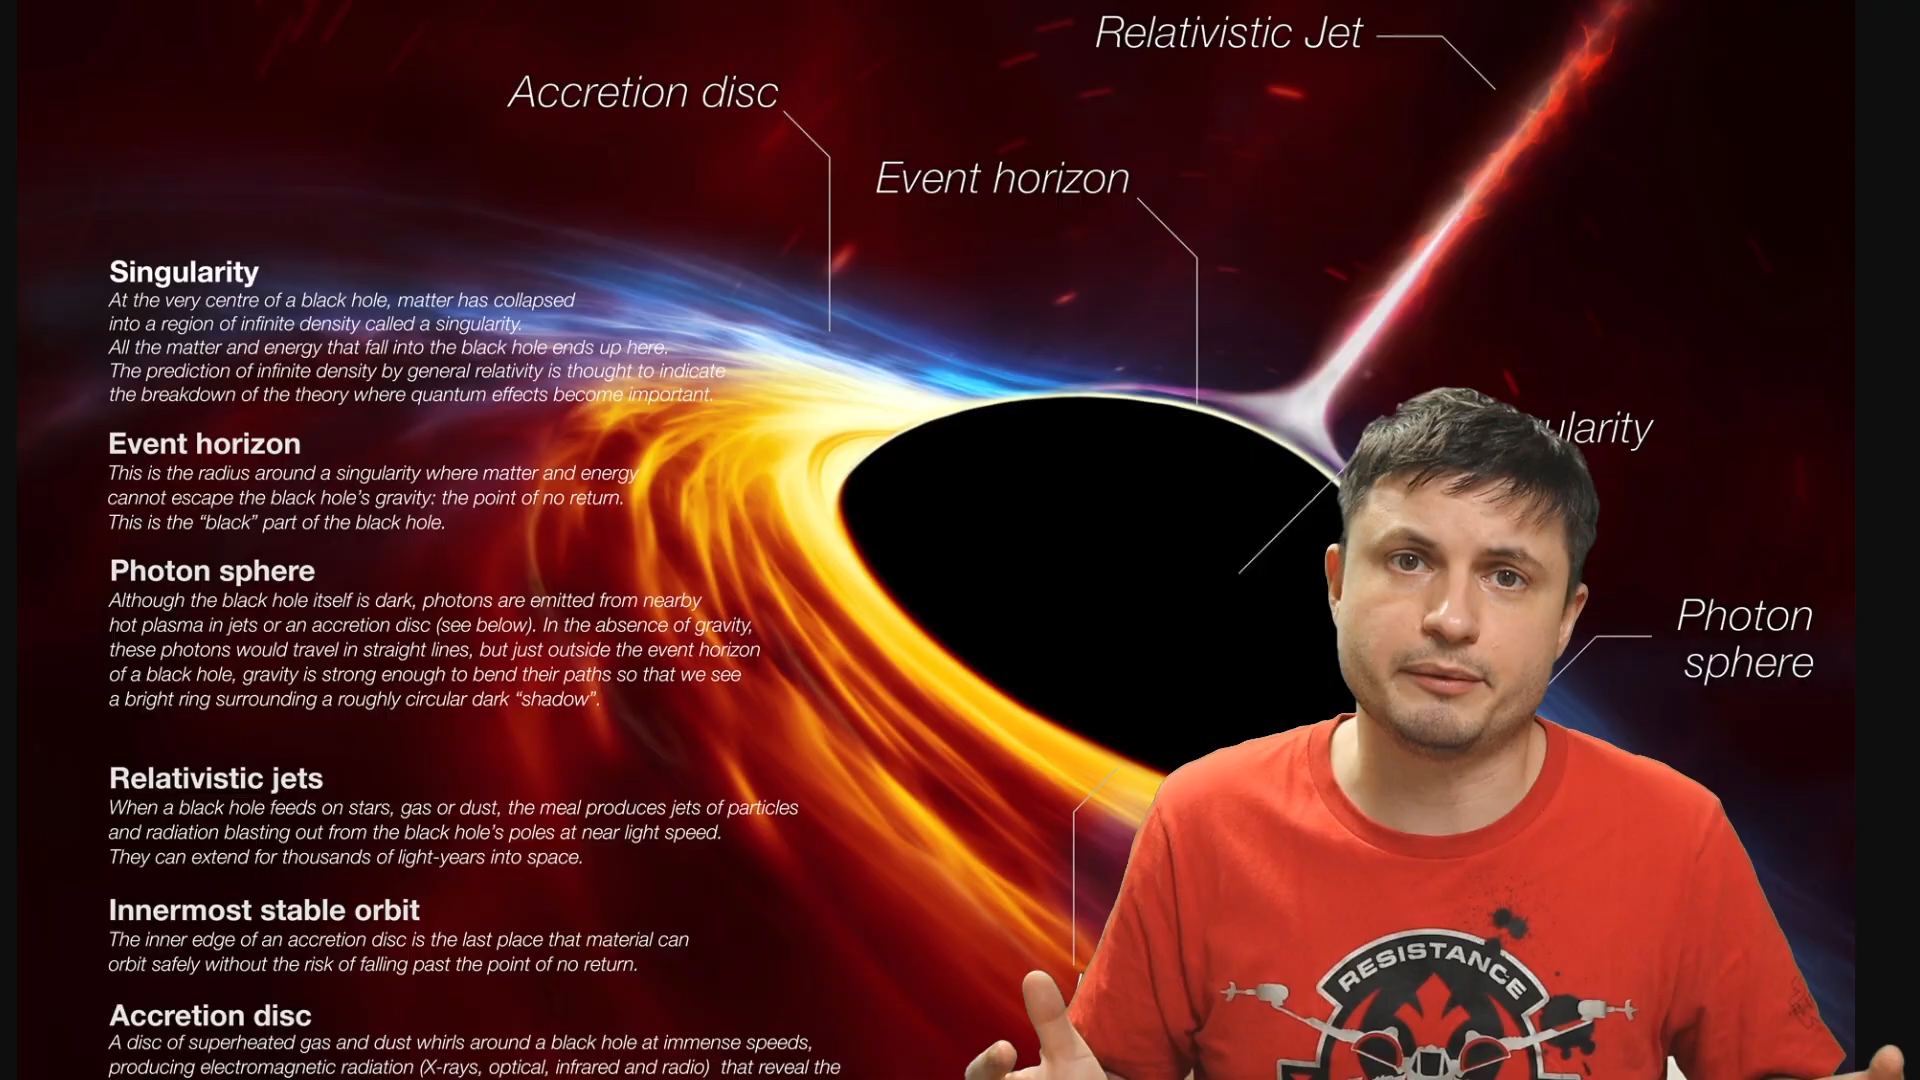 Relativistic Jet
Accretion disc
Event horizon
Singularity
At the very centre of a black hole, matter has collapsed
into a region of infinite density called a singularity.
All the matter and energy that fall into the black hole ends up here.
The prediction of infinite density by general relativity is thought to indicate
the breakdown of the theory where quantum effects become important.
ularity
Event horizon
This is the radius around a singularity where matter and energy
cannot escape the black hole's gravity: the point of no return.
This is the “black” part of the black hole.
Photon sphere
Although the black hole itself is dark, photons are emitted from nearby
hot plasma in jets or an accretion disc (see below). In the absence of gravity,
these photons would travel in straight lines, but just outside the event horizon
of a black hole, gravity is strong enough to bend their paths so that we see
a bright ring surrounding a roughly circular dark “shadow”.
Photon
sphere
Relativistic jets
When a black hole feeds on stars, gas or dust, the meal produces jets of particles
and radiation blasting out from the black hole's poles at near light speed.
They can extend for thousands of light-years into space.
Innermost stable orbit
The inner edge of an accretion disc is the last place that material can
orbit safely without the risk of falling past the point of no return.
Accretion disc
A disc of superheated gas and dust whirls around a black hole at immense speeds,
producing electromagnetic radiation (X-rays, optical, infrared and radio) that reveal the
RESISTANCE